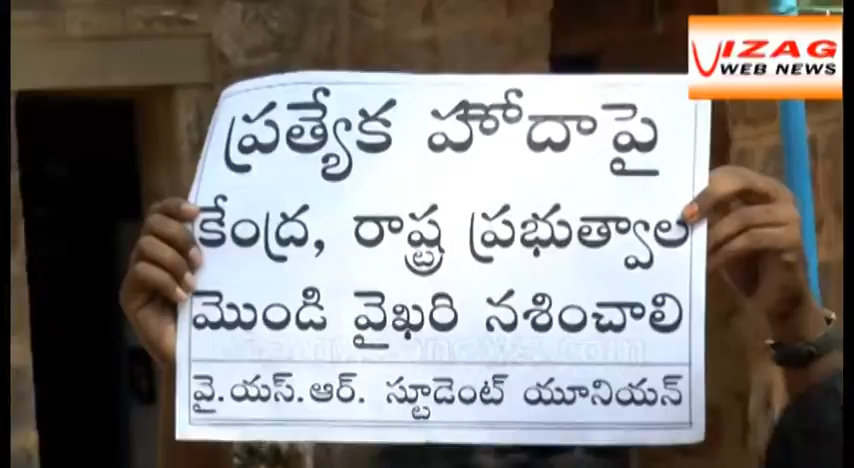 VIZAG
WEB NEWS
ప్రత్యేక హోదాపై
కేంద్ర, రాష్ట్ర ప్రభుత్వాల
మొండి వైఖరి నశించాలి
వై.యస్.ఆర్. స్టూడెంట్ యూనియన్